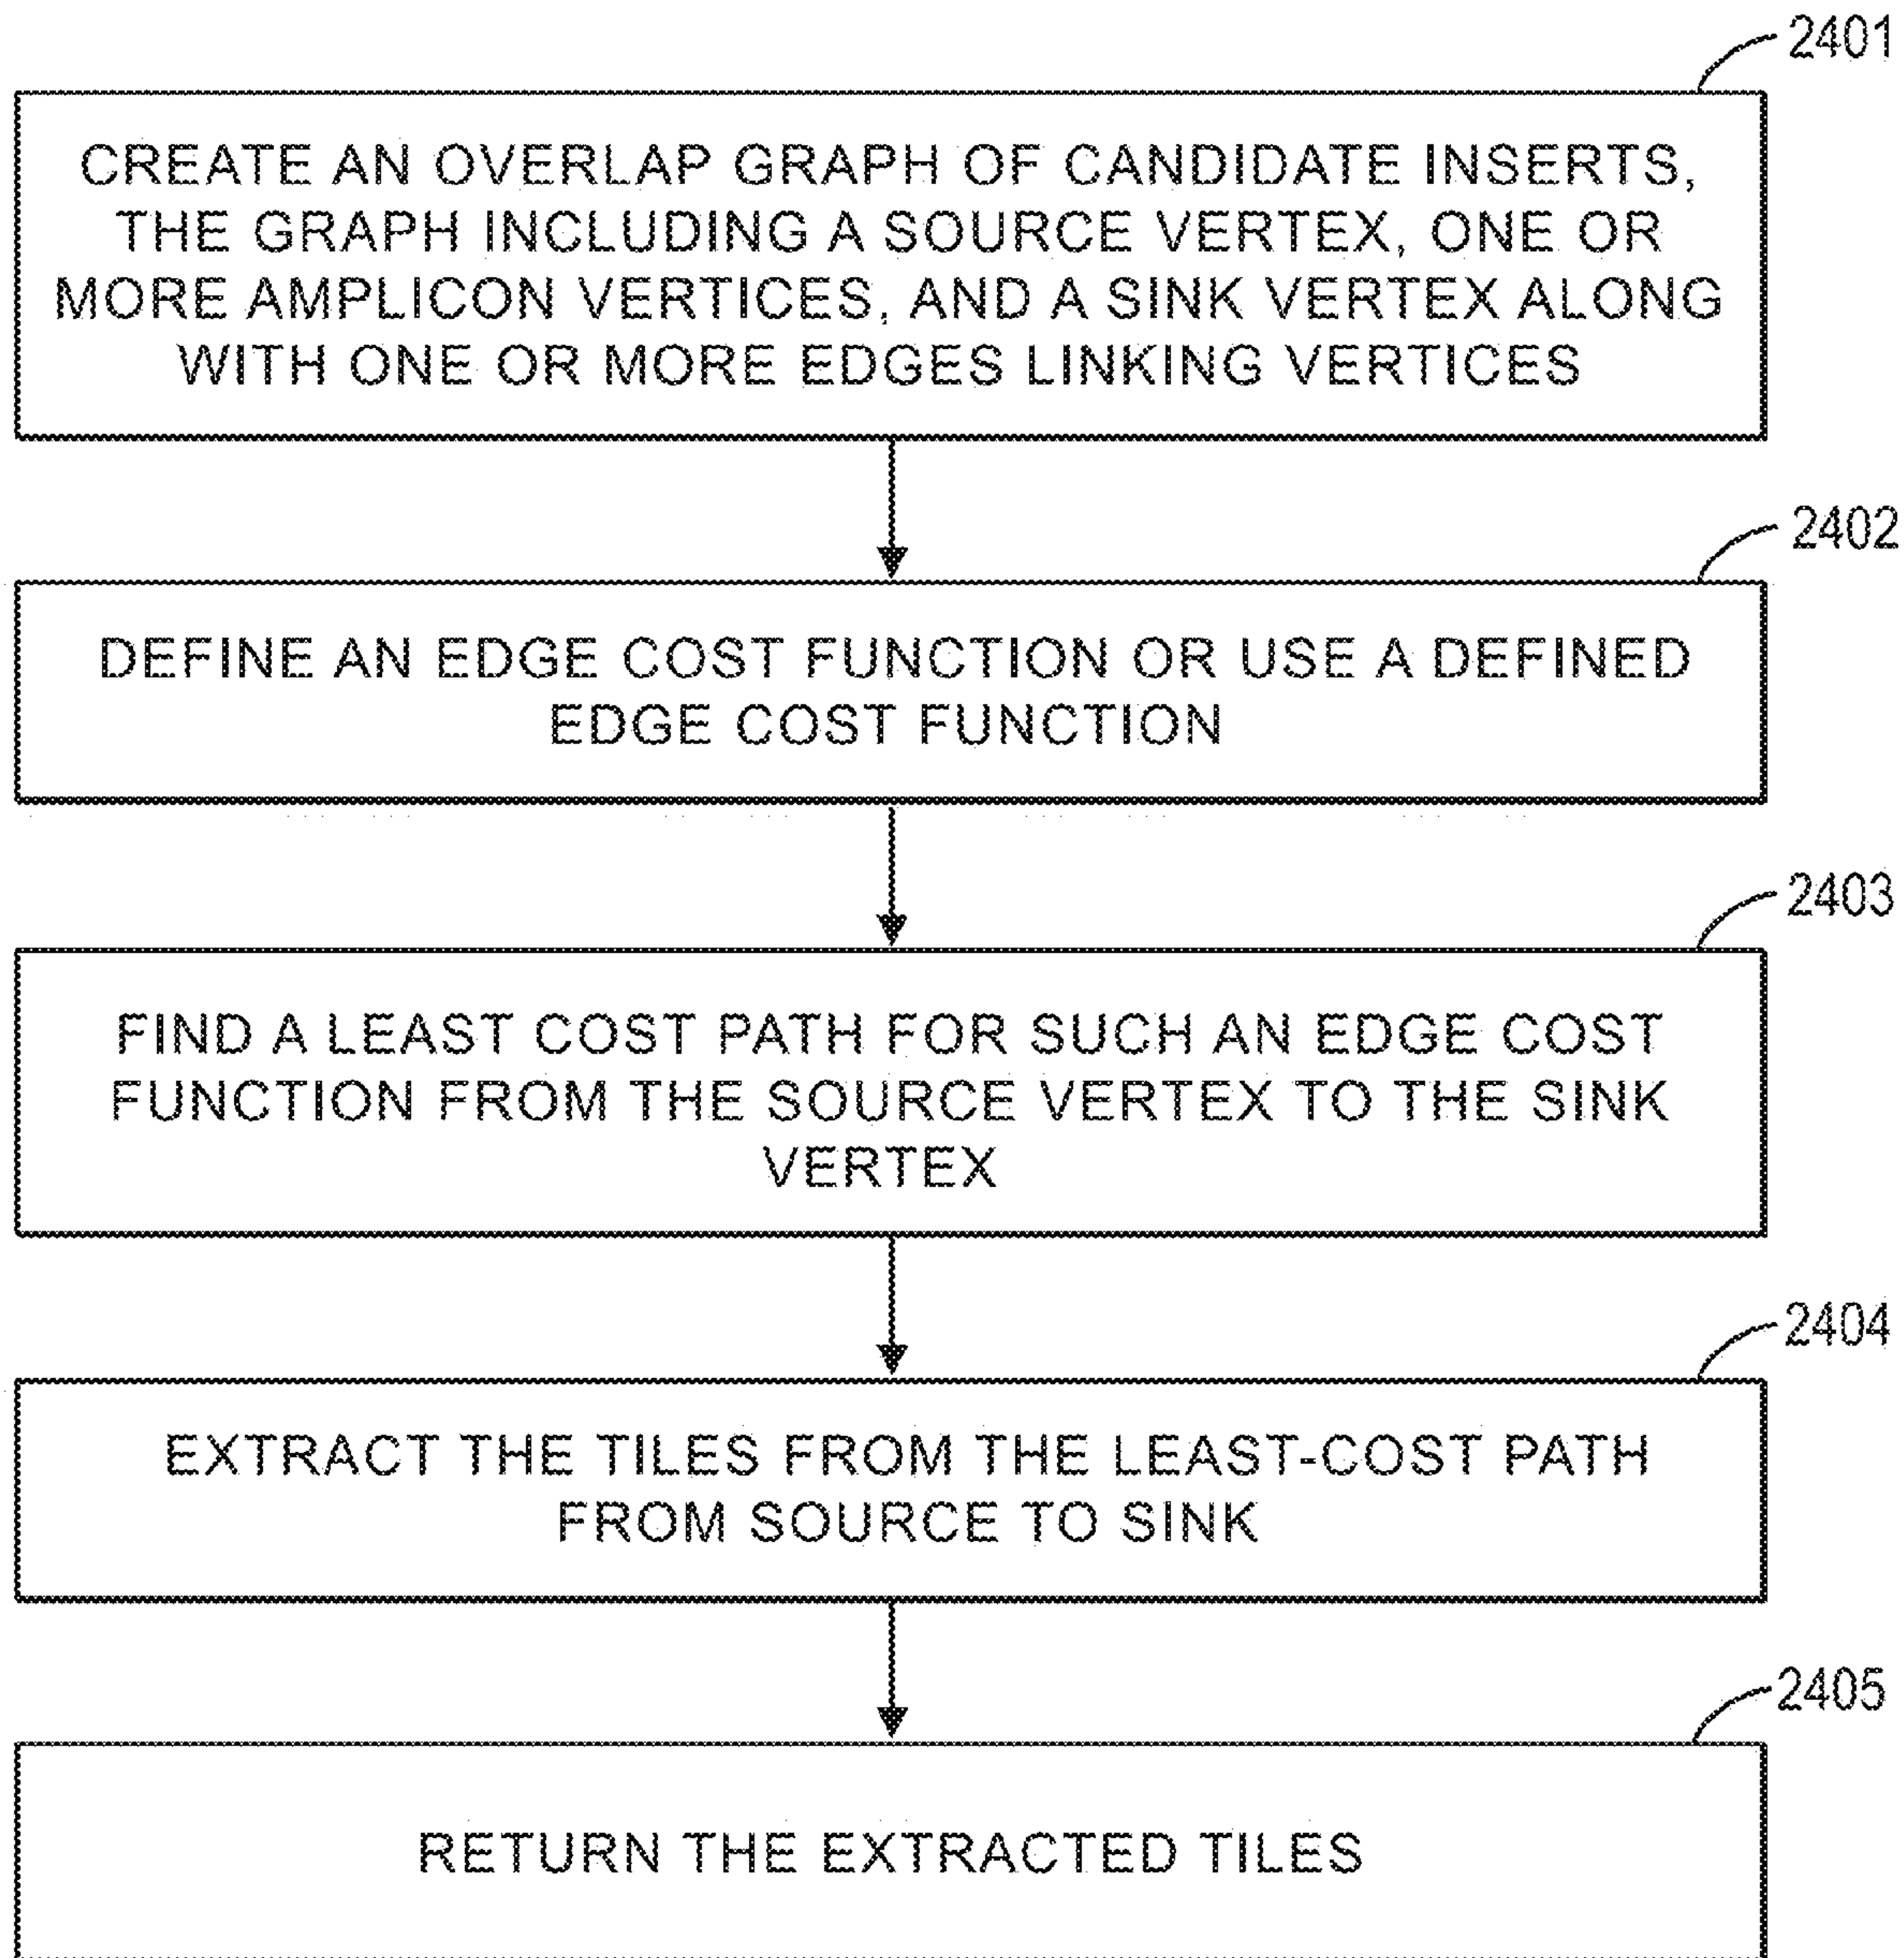 2401
CREATE AN OVERLAP GRAPH OF CANDIDATE INSERTS,
THE GRAPH INCLUDING A SOURCE VERTEX, ONE OR
MORE AMPLICON VERTICES, AND A SINK VERTEX ALONG
WITH ONE OR MORE EDGES LINKING VERTICES
2402
DEFINE AN EDGE COST FUNCTION OR USE A DEFINED
EDGE COST FUNCTION
2403
FIND A LEAST COST PATH FOR SUCH AN EDGE COST
FUNCTION FROM THE SOURCE VERTEX TO THE SINK
VERTEX
2404
EXTRACT THE TILES FROM THE LEAST-COST PATH
FROM SOURCE TO SINK
2405
RETURN THE EXTRACTED TILES